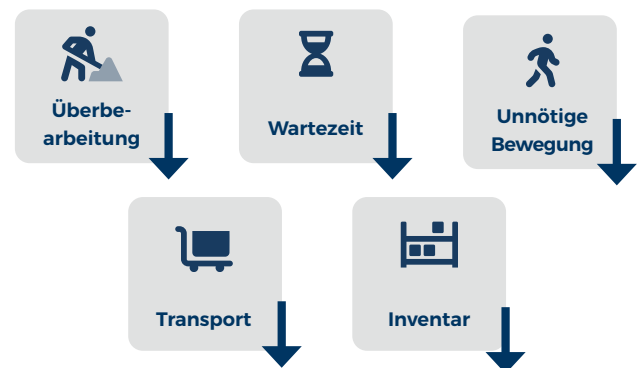 Überbe-
arbeitung
Wartezeit
Unnötige
Bewegung
Transport
Inventar